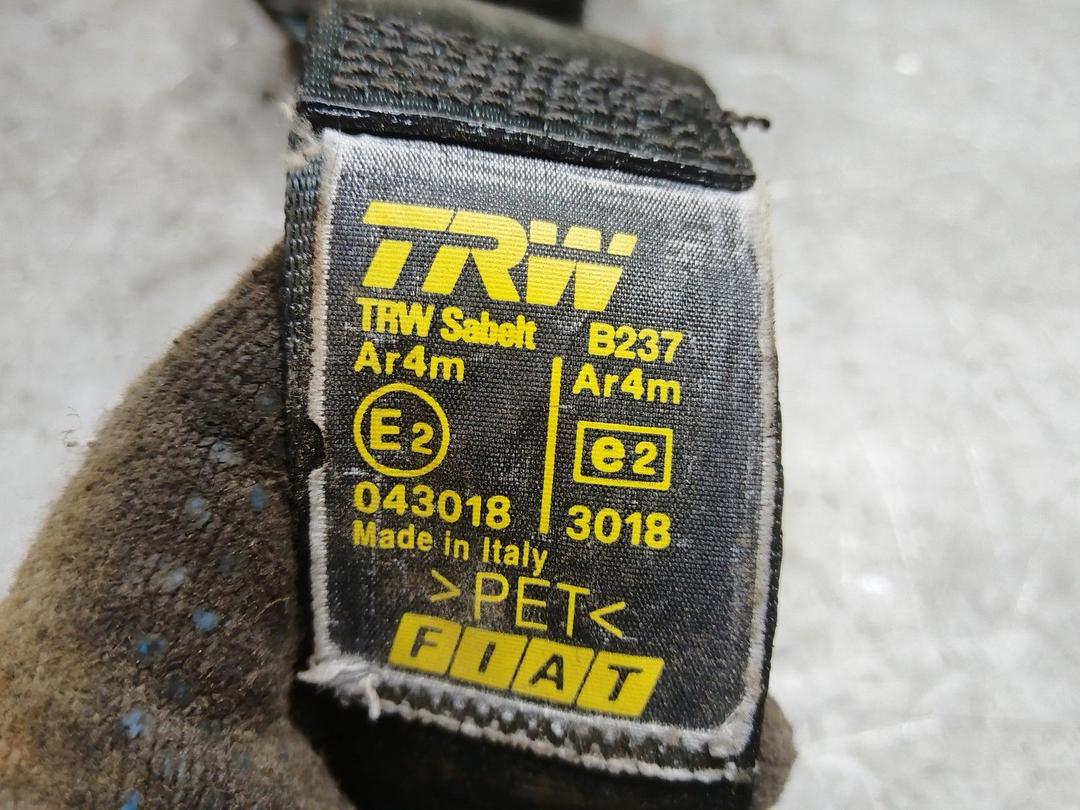 TRW
TRW Sabelt B237
Ar4m Ar4m
E2 e2
043018 3018
Made in Italy
>PET<
FIAT